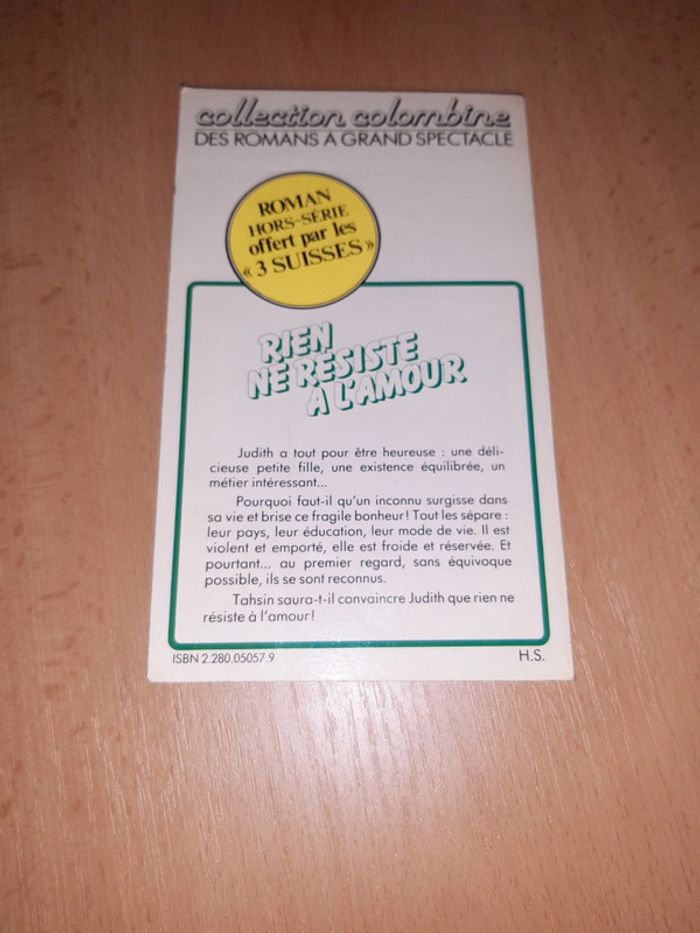 collection colombine
DES ROMANS A GRAND SPECTACLE
ROMAN
HORS-SÉRIE
offert par les
« 3 SUISSES »
RIEN
NE RÉSISTE
A L'AMOUR
Judith a tout pour être heureuse : une déli-
cieuse petite fille, une existence équilibrée, un
métier intéressant...
Pourquoi faut-il qu'un inconnu surgisse dans
sa vie et brise ce fragile bonheur! Tout les sépare :
leur pays, leur éducation, leur mode de vie. Il est
violent et emporté, elle est froide et réservée. Et
pourtant... au premier regard, sans équivoque
possible, ils se sont reconnus.
Tahsin saura-t-il convaincre Judith que rien ne
résiste à l'amour!
ISBN 2.280.05057.9
H.S.